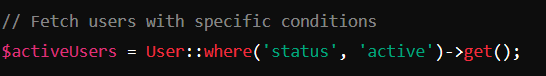 // Fetch users with specific conditions
$activeUsers = User::where('status', 'active')->get();